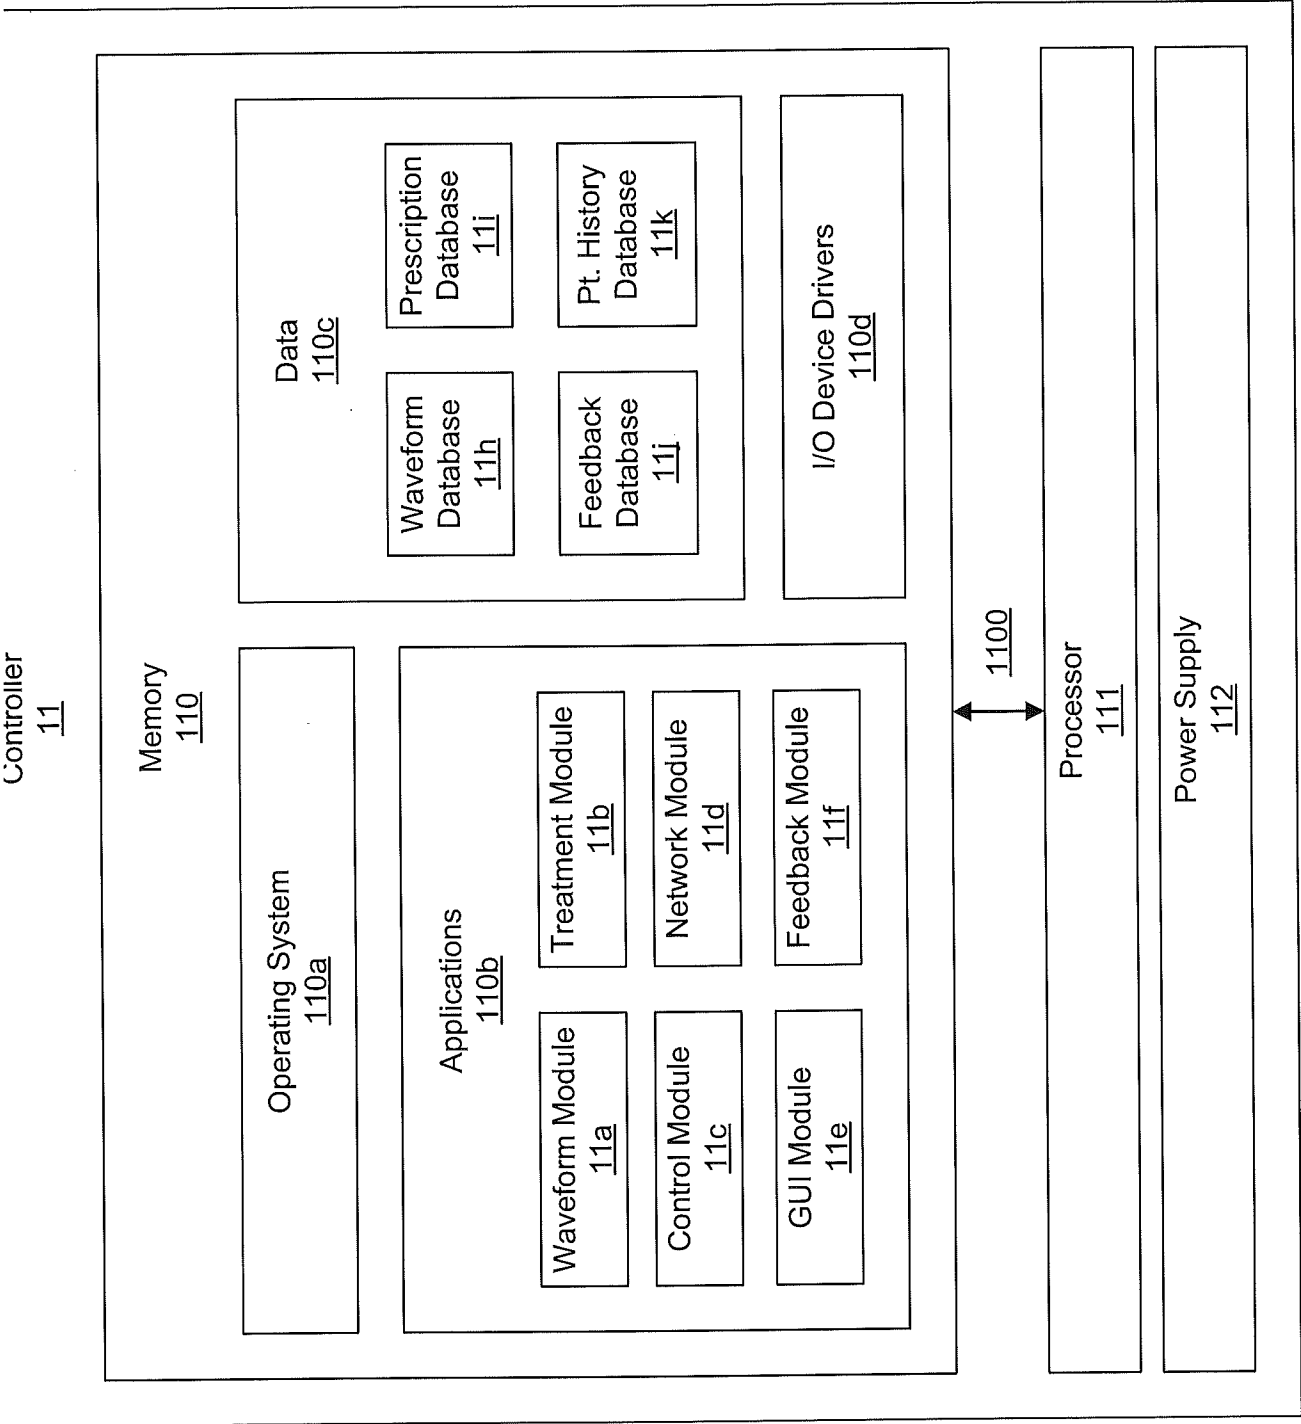 Controller
11
Memory
110
Operating System
110a
Applications
110b
Waveform Module
11a
Treatment Module
11b
Control Module
11c
Network Module
11d
GUI Module
11e
Feedback Module
11f
Data
110c
Waveform
Database
11h
Prescription
Database
11i
Feedback
Database
11j
Pt. History
Database
11k
I/O Device Drivers
110d
1100
Processor
111
Power Supply
112